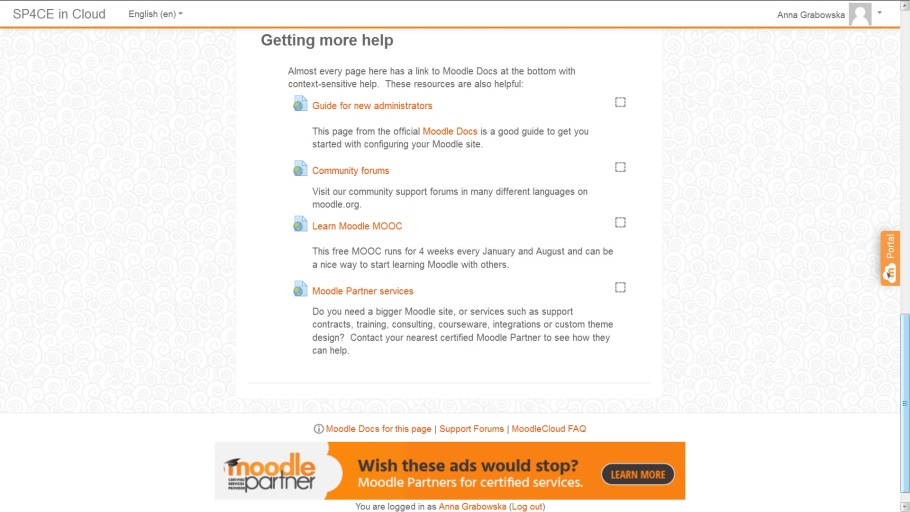 SP4CE in Cloud
English (en)
Anna Grabowska
Getting more help
Almost every page here has a link to Moodle Docs at the bottom with
context-sensitive help.  These resources are also helpful:
Guide for new administrators
This page from the official Moodle Docs is a good guide to get you
started with configuring your Moodle site.
Community forums
Visit our community support forums in many different languages on
moodle.org.
Learn Moodle MOOC
This free MOOC runs for 4 weeks every January and August and can be
a nice way to start learning Moodle with others.
Moodle Partner services
Do you need a bigger Moodle site, or services such as support
contracts, training, consulting, courseware, integrations or custom theme
design?  Contact your nearest certified Moodle Partner to see how they
can help.
Portal
Moodle Docs for this page | Support Forums | MoodleCloud FAQ
moodle
CERTIFIED
SERVICES
PROVIDER
partner
Wish these ads would stop?
Moodle Partners for certified services.
LEARN MORE
You are logged in as Anna Grabowska (Log out)